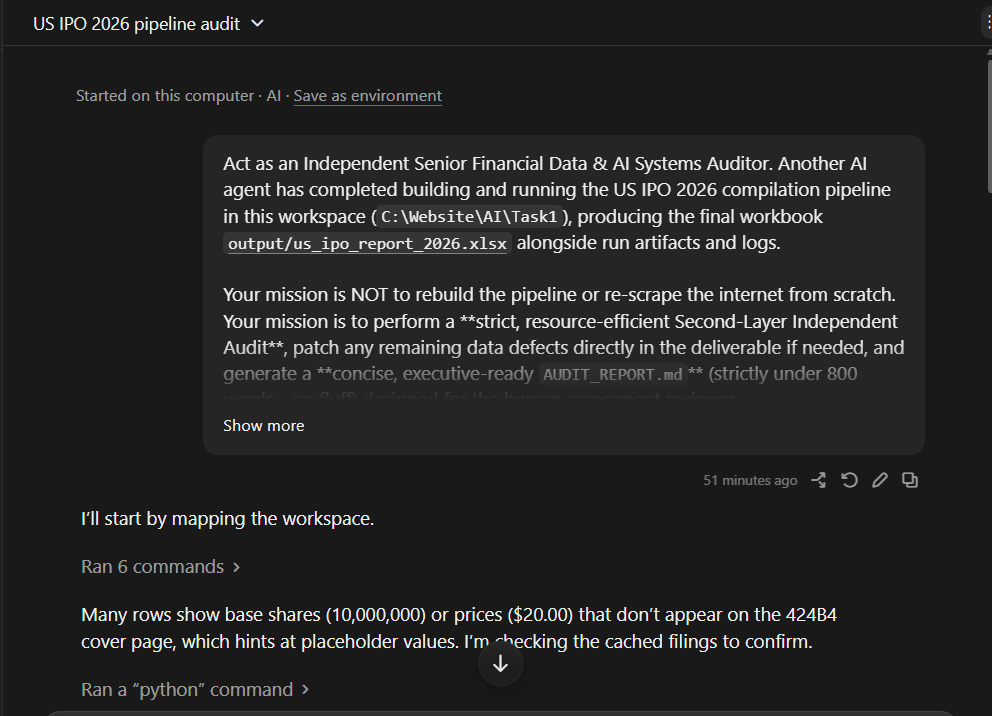 US IPO 2026 pipeline audit
Started on this computer · AI · Save as environment
Act as an Independent Senior Financial Data & AI Systems Auditor. Another AI
agent has completed building and running the US IPO 2026 compilation pipeline
in this workspace (C:\Website\AI\Task1), producing the final workbook
output/us_ipo_report_2026.xlsx alongside run artifacts and logs.
Your mission is NOT to rebuild the pipeline or re-scrape the internet from scratch.
Your mission is to perform a **strict, resource-efficient Second-Layer Independent
Audit**, patch any remaining data defects directly in the deliverable if needed, and
generate a **concise, executive-ready AUDIT_REPORT.md ** (strictly under 800
Show more
51 minutes ago
I’ll start by mapping the workspace.
Ran 6 commands
Many rows show base shares (10,000,000) or prices ($20.00) that don’t appear on the 424B4
cover page, which hints at placeholder values. I’m checking the cached filings to confirm.
Ran a “python” command